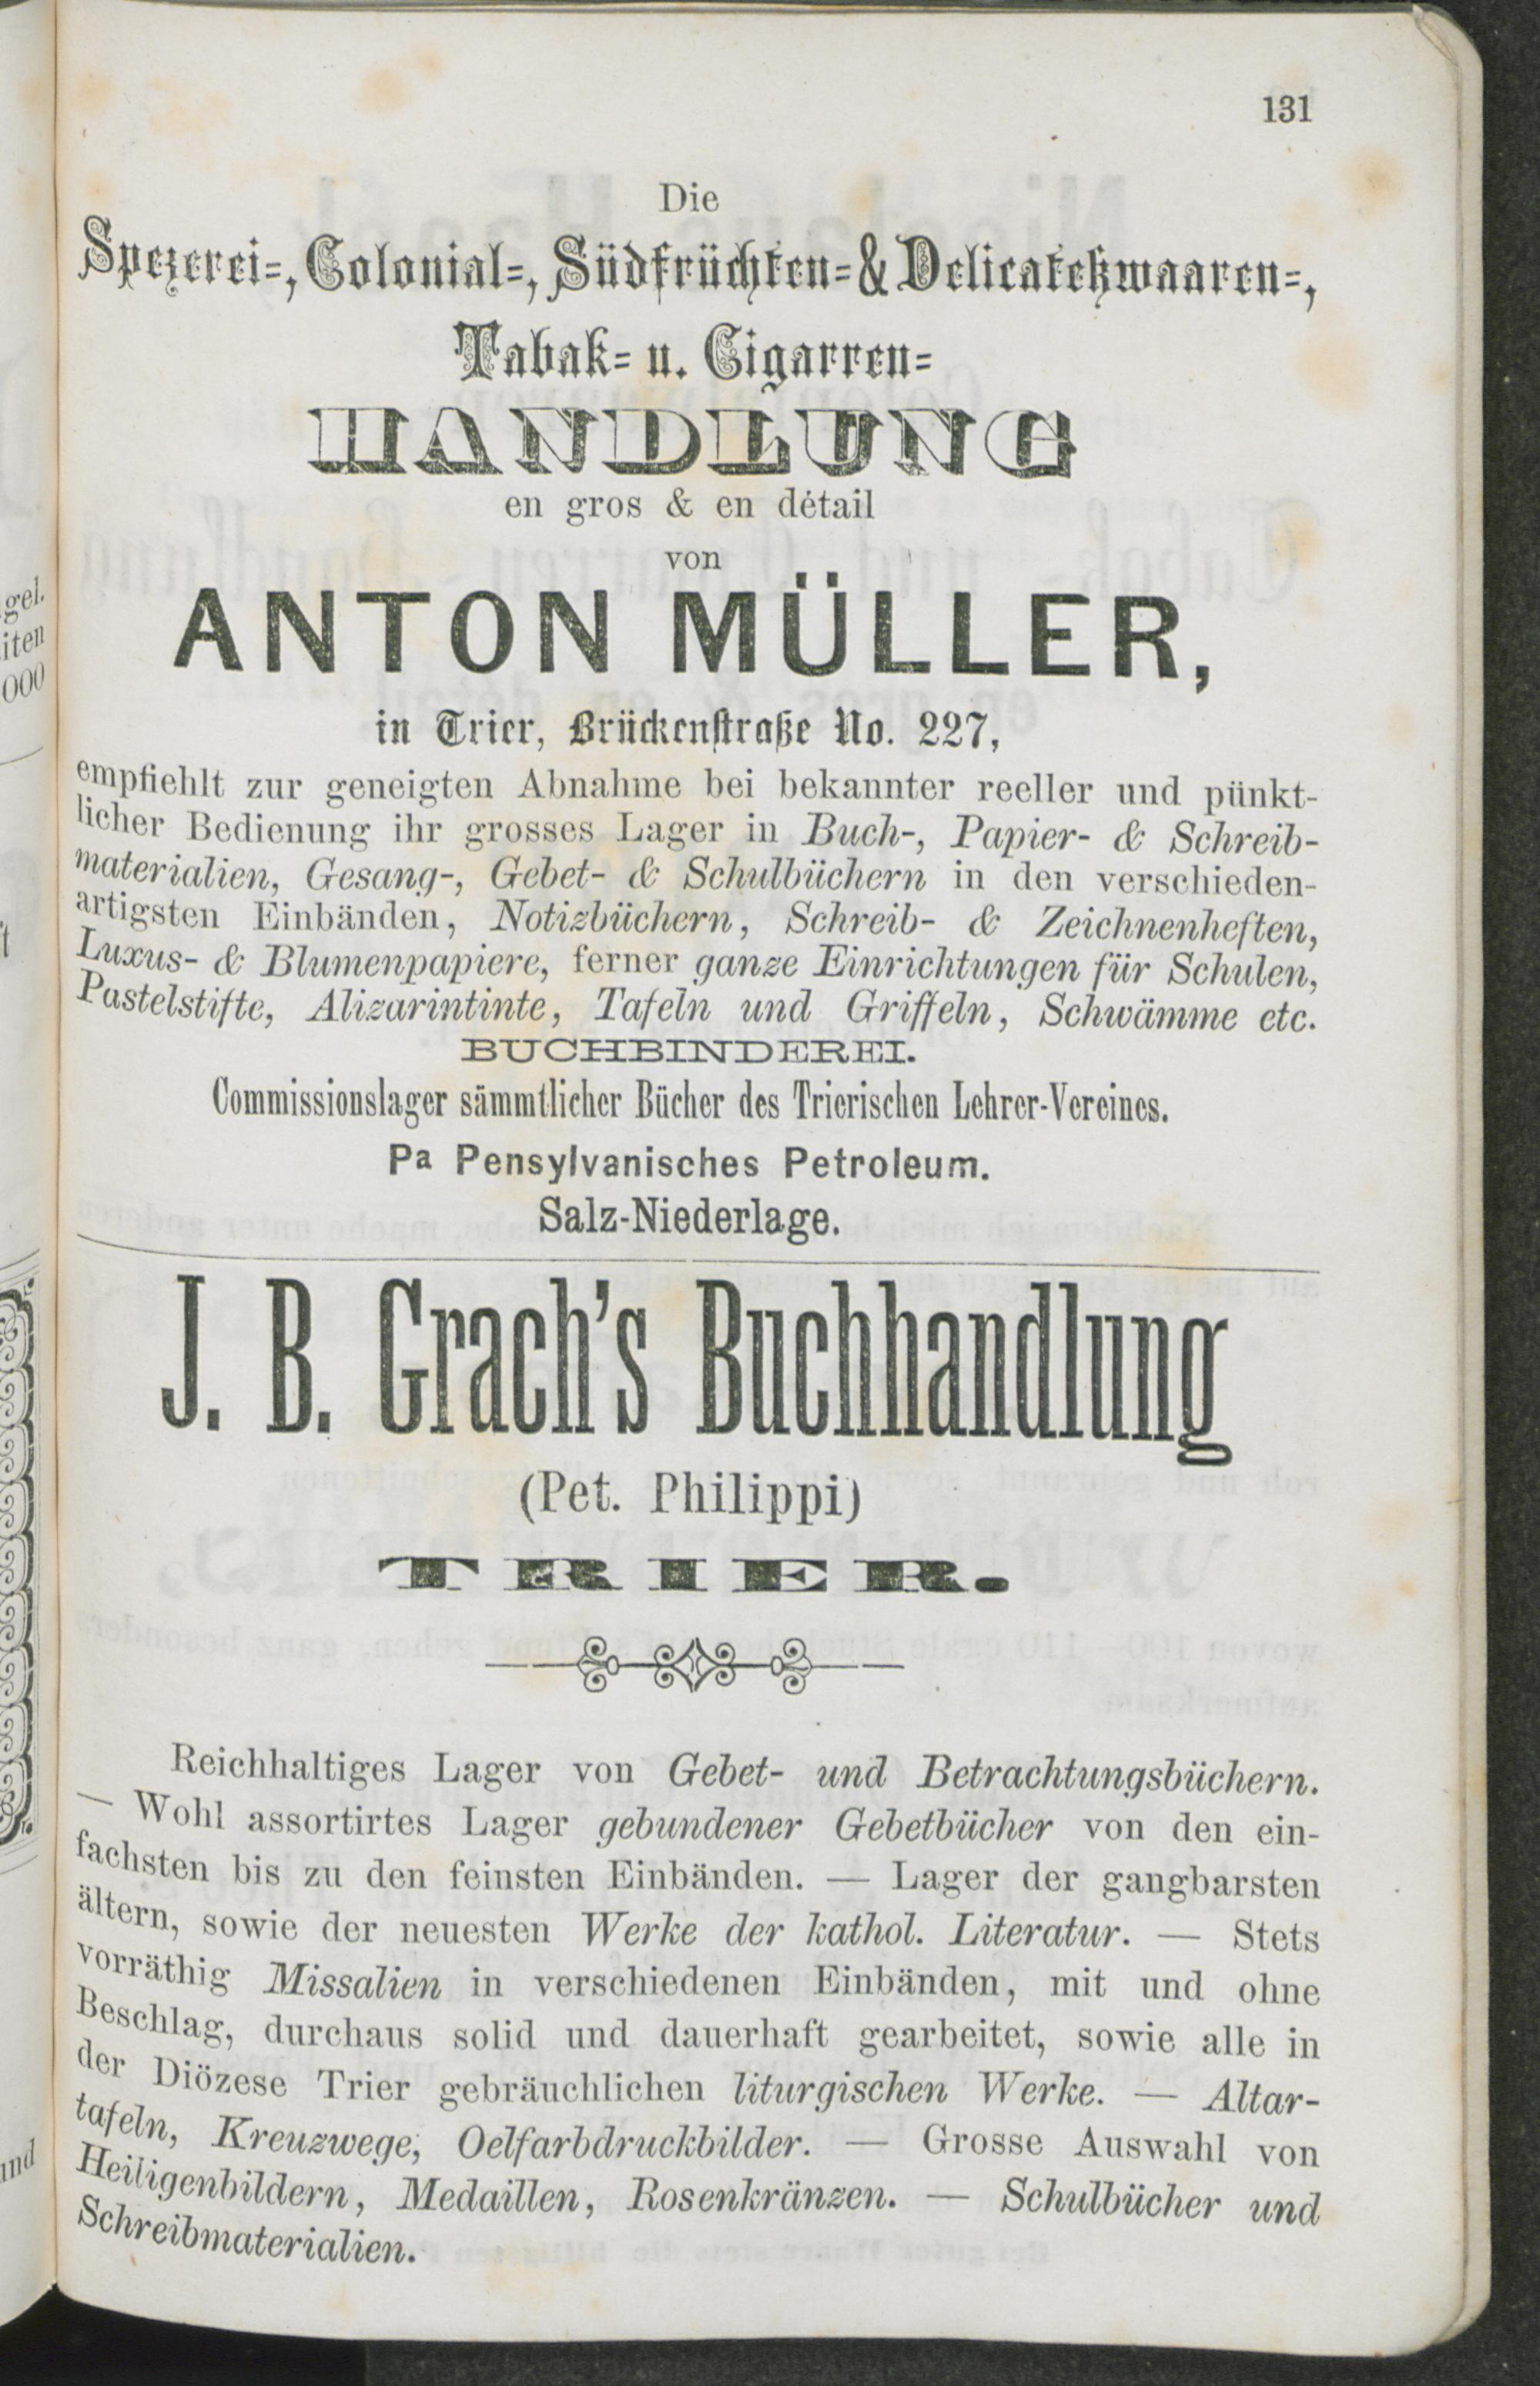 131
Die
Spezerei-, Colonial-, Südfrüchten- & Delicateßwaaren-,
Tabak- u. Cigarren-
HANDLUNG
en gros & en détail
von
ANTON MÜLLER,
in Trier, Brückenstraße No. 227,
empfiehlt zur geneigten Abnahme bei bekannter reeller und pünkt-
licher Bedienung ihr grosses Lager in Buch-, Papier- & Schreib-
materialien, Gesang-, Gebet- & Schulbüchern in den verschieden-
artigsten Einbänden, Notizbüchern, Schreib- & Zeichnenheften,
Luxus- & Blumenpapiere, ferner ganze Einrichtungen für Schulen,
Pastelstifte, Alizarintinte, Tafeln und Griffeln, Schwämme etc.
BUCHBINDEREI.
Commissionslager sämmtlicher Bücher des Trierischen Lehrer-Vereines.
Pa Pensylvanisches Petroleum.
Salz-Niederlage.
J. B. Grach's Buchhandlung
(Pet. Philippi)
TRIER.
Reichhaltiges Lager von Gebet- und Betrachtungsbüchern.
— Wohl assortirtes Lager gebundener Gebetbücher von den ein-
fachsten bis zu den feinsten Einbänden. — Lager der gangbarsten
ältern, sowie der neuesten Werke der kathol. Literatur. — Stets
vorräthig Missalien in verschiedenen Einbänden, mit und ohne
Beschlag, durchaus solid und dauerhaft gearbeitet, sowie alle in
der Diözese Trier gebräuchlichen liturgischen Werke. — Altar-
tafeln, Kreuzwege, Oelfarbdruckbilder. — Grosse Auswahl von
Heiligenbildern, Medaillen, Rosenkränzen. — Schulbücher und
Schreibmaterialien.